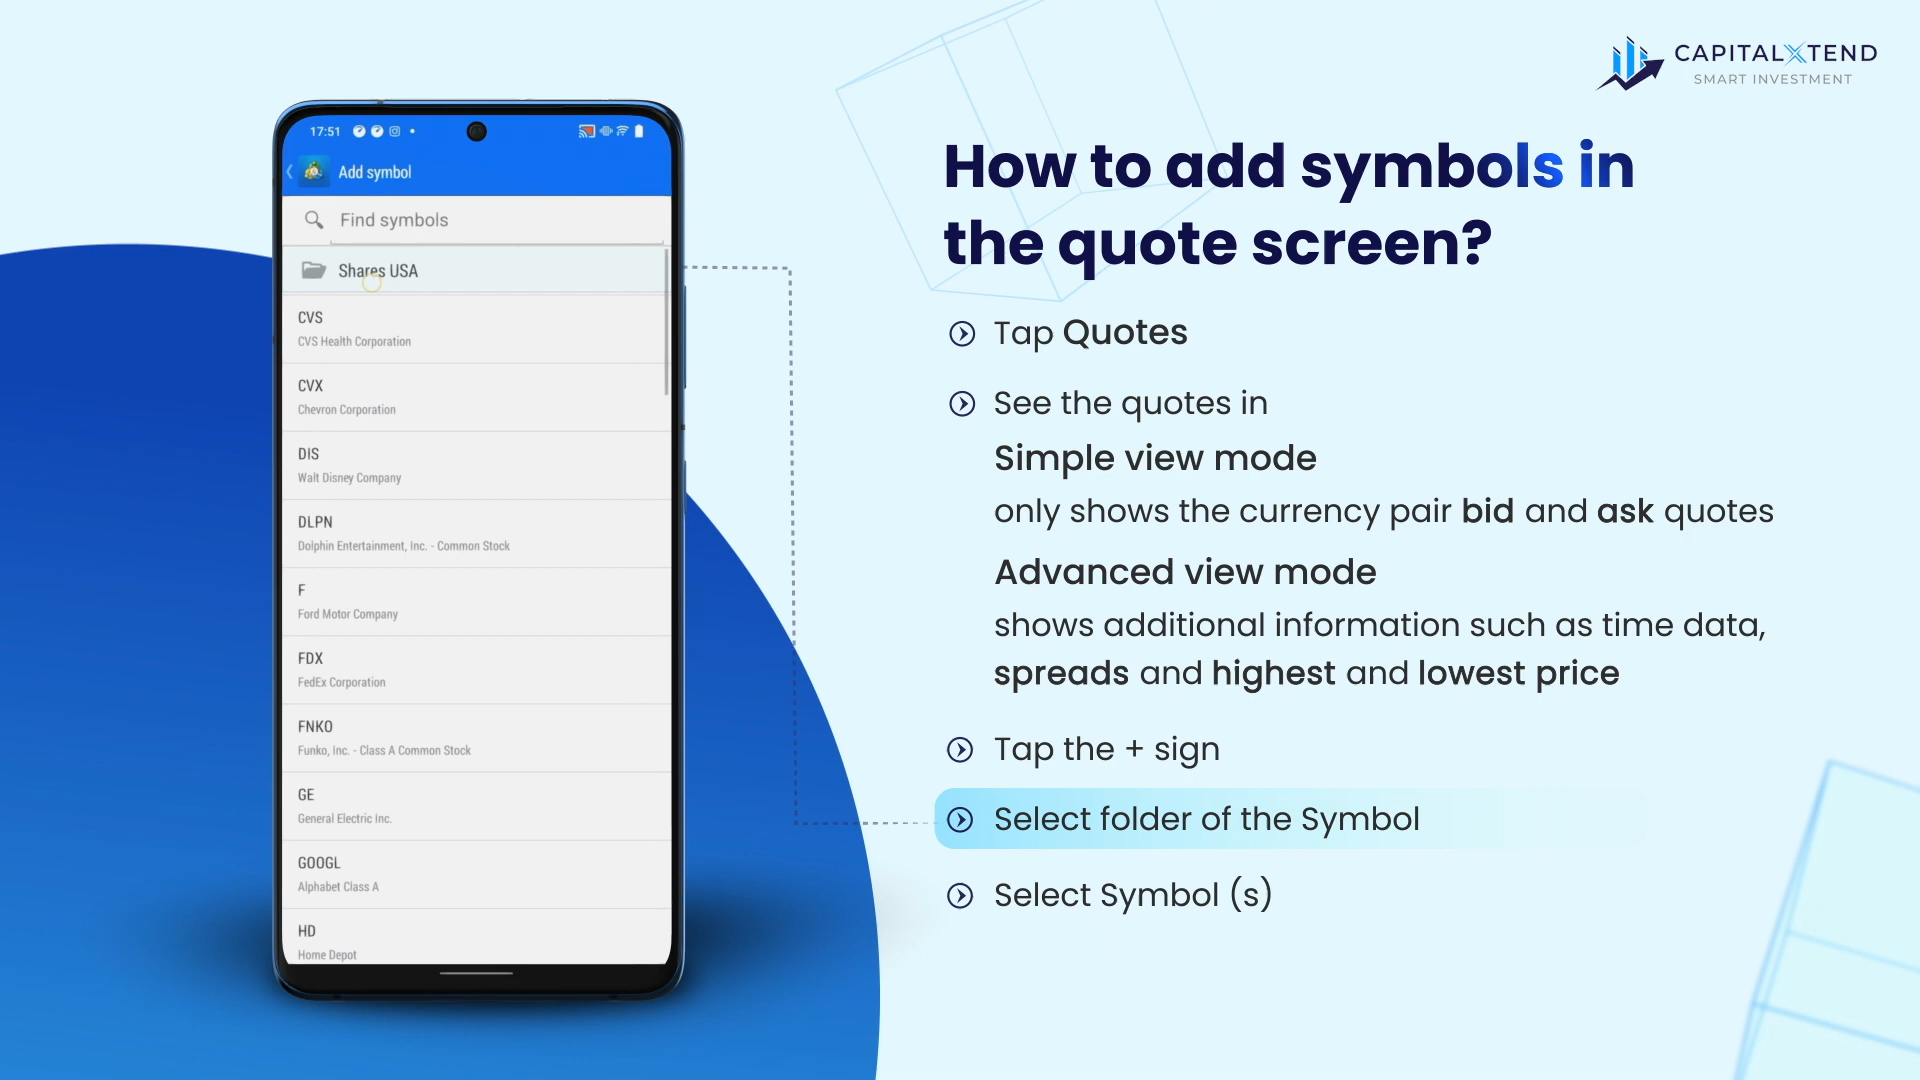 CAPITALXTEND
SMART INVESTMENT
17:51
Add symbol
Find symbols
Shares USA
CVS
CVS Health Corporation
CVX
Chevron Corporation
DIS
Walt Disney Company
DLPN
Dolphin Entertainment, Inc. - Common Stock
F
Ford Motor Company
FDX
FedEx Corporation
FNKO
Funko, Inc. - Class A Common Stock
GE
General Electric Inc.
GOOGL
Alphabet Class A
HD
Home Depot
How to add symbols in
the quote screen?
Tap Quotes
See the quotes in
Simple view mode
only shows the currency pair bid and ask quotes
Advanced view mode
shows additional information such as time data,
spreads and highest and lowest price
Tap the + sign
Select folder of the Symbol
Select Symbol (s)